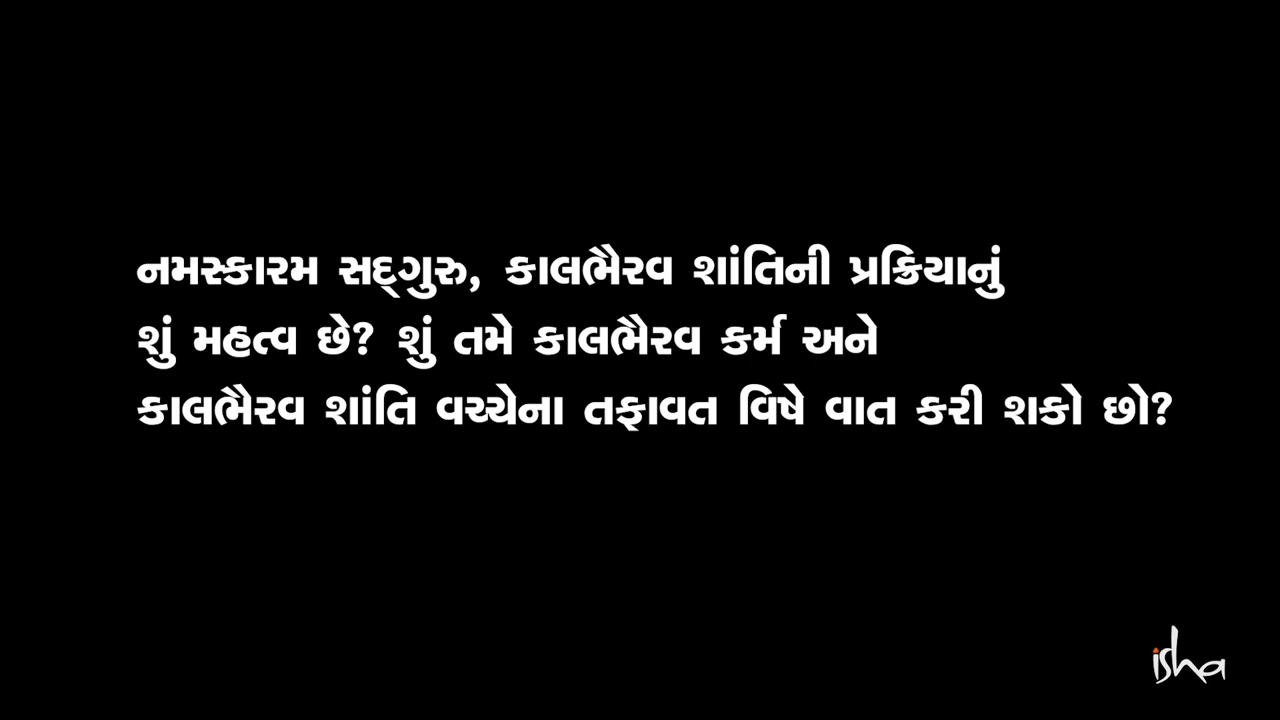 નમસ્કારમ સદ્‌ગુરુ, કાલભૈરવ શાંતિની પ્રક્રિયાનું
શું મહત્વ છે? શું તમે કાલભૈરવ કર્મ અને
કાલભૈરવ શાંતિ વચ્ચેના તફાવત વિષે વાત કરી શકો છો?
isha